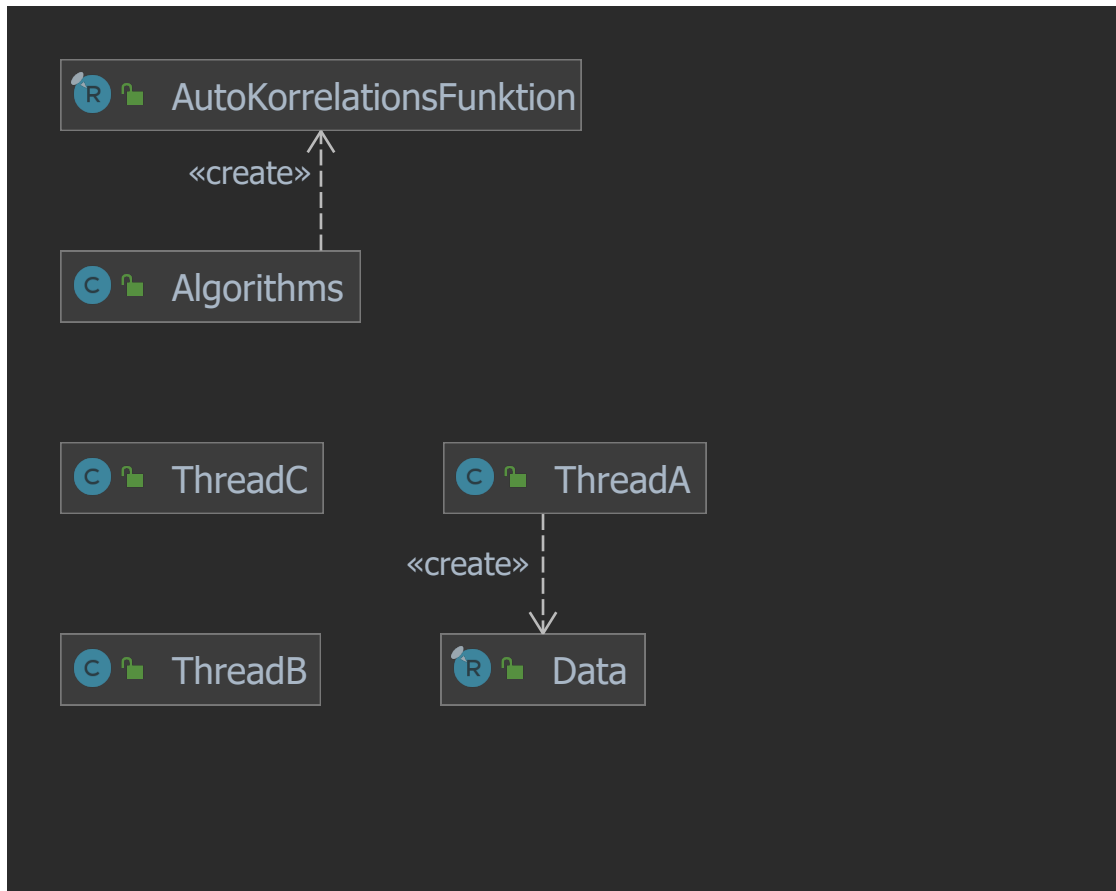 R AutoKorrelationsFunktion
«create»
C Algorithms
C ThreadC
C ThreadA
«create»
C ThreadB
R Data